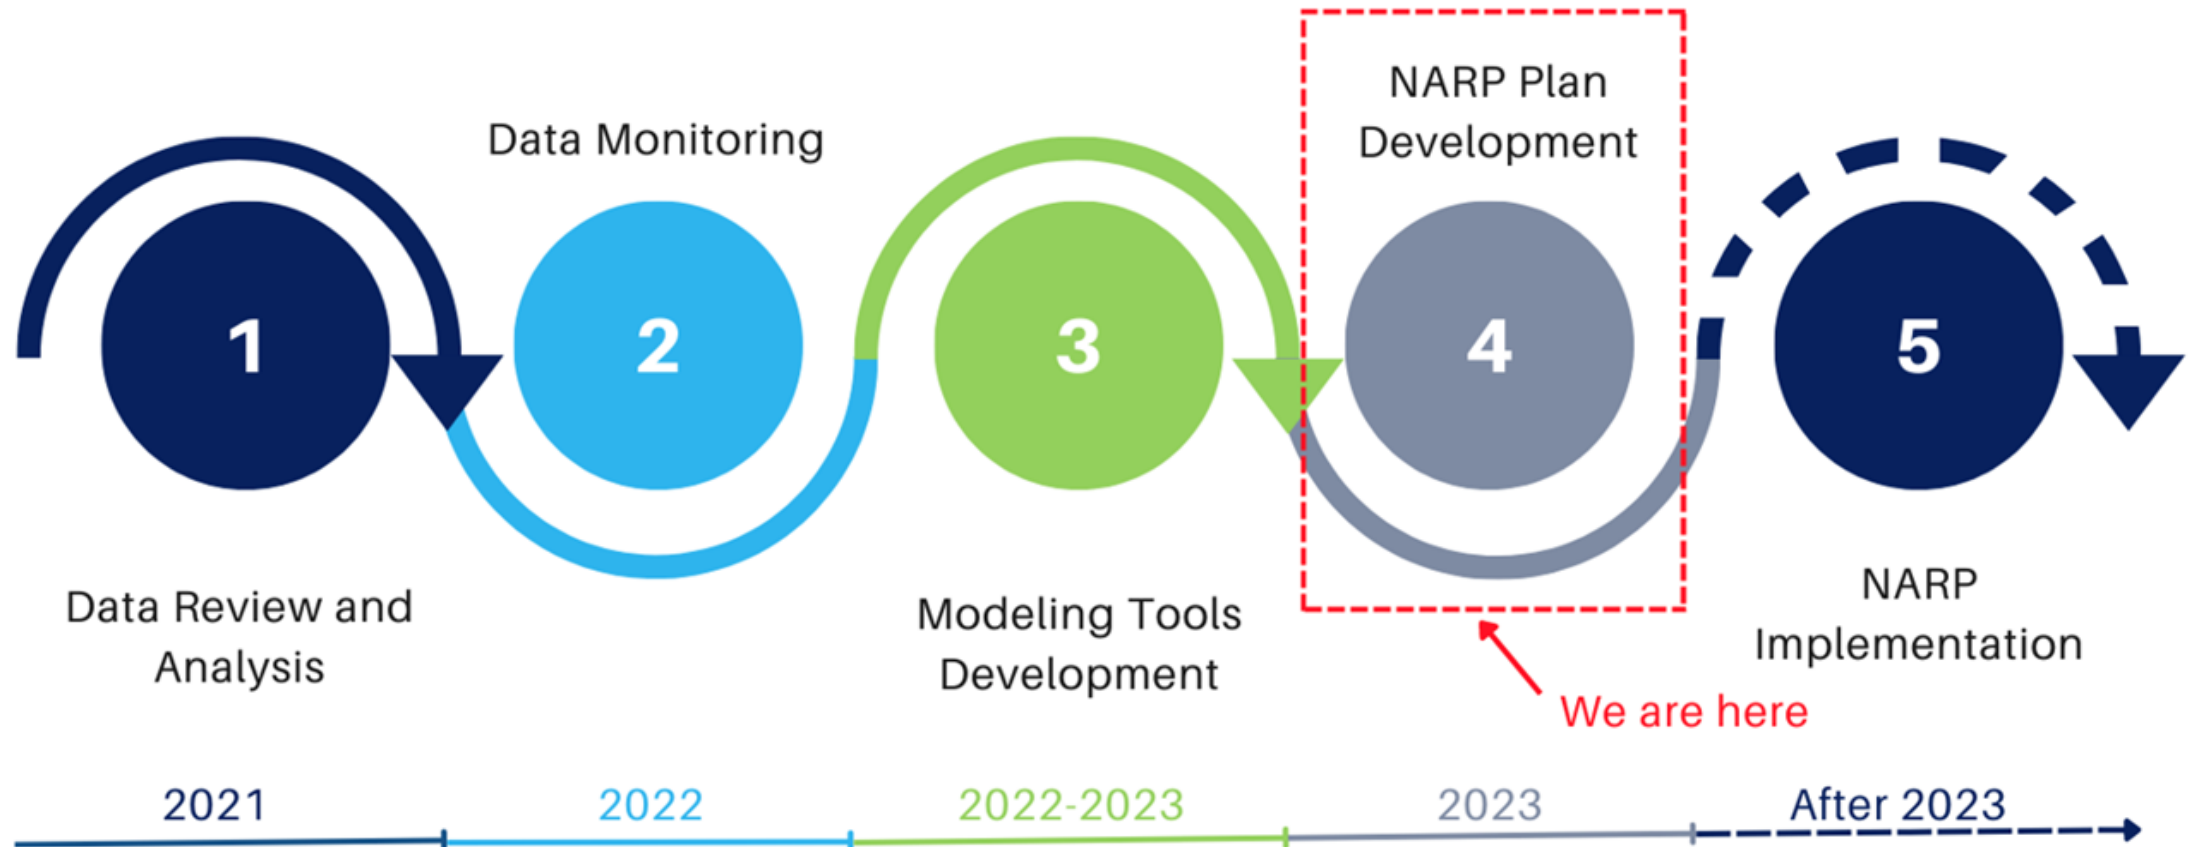 1
Data Review and
Analysis
2021
Data Monitoring
2
2022
3
Modeling Tools
Development
2022-2023
NARP Plan
Development
4
We are here
2023
5
NARP
Implementation
After 2023